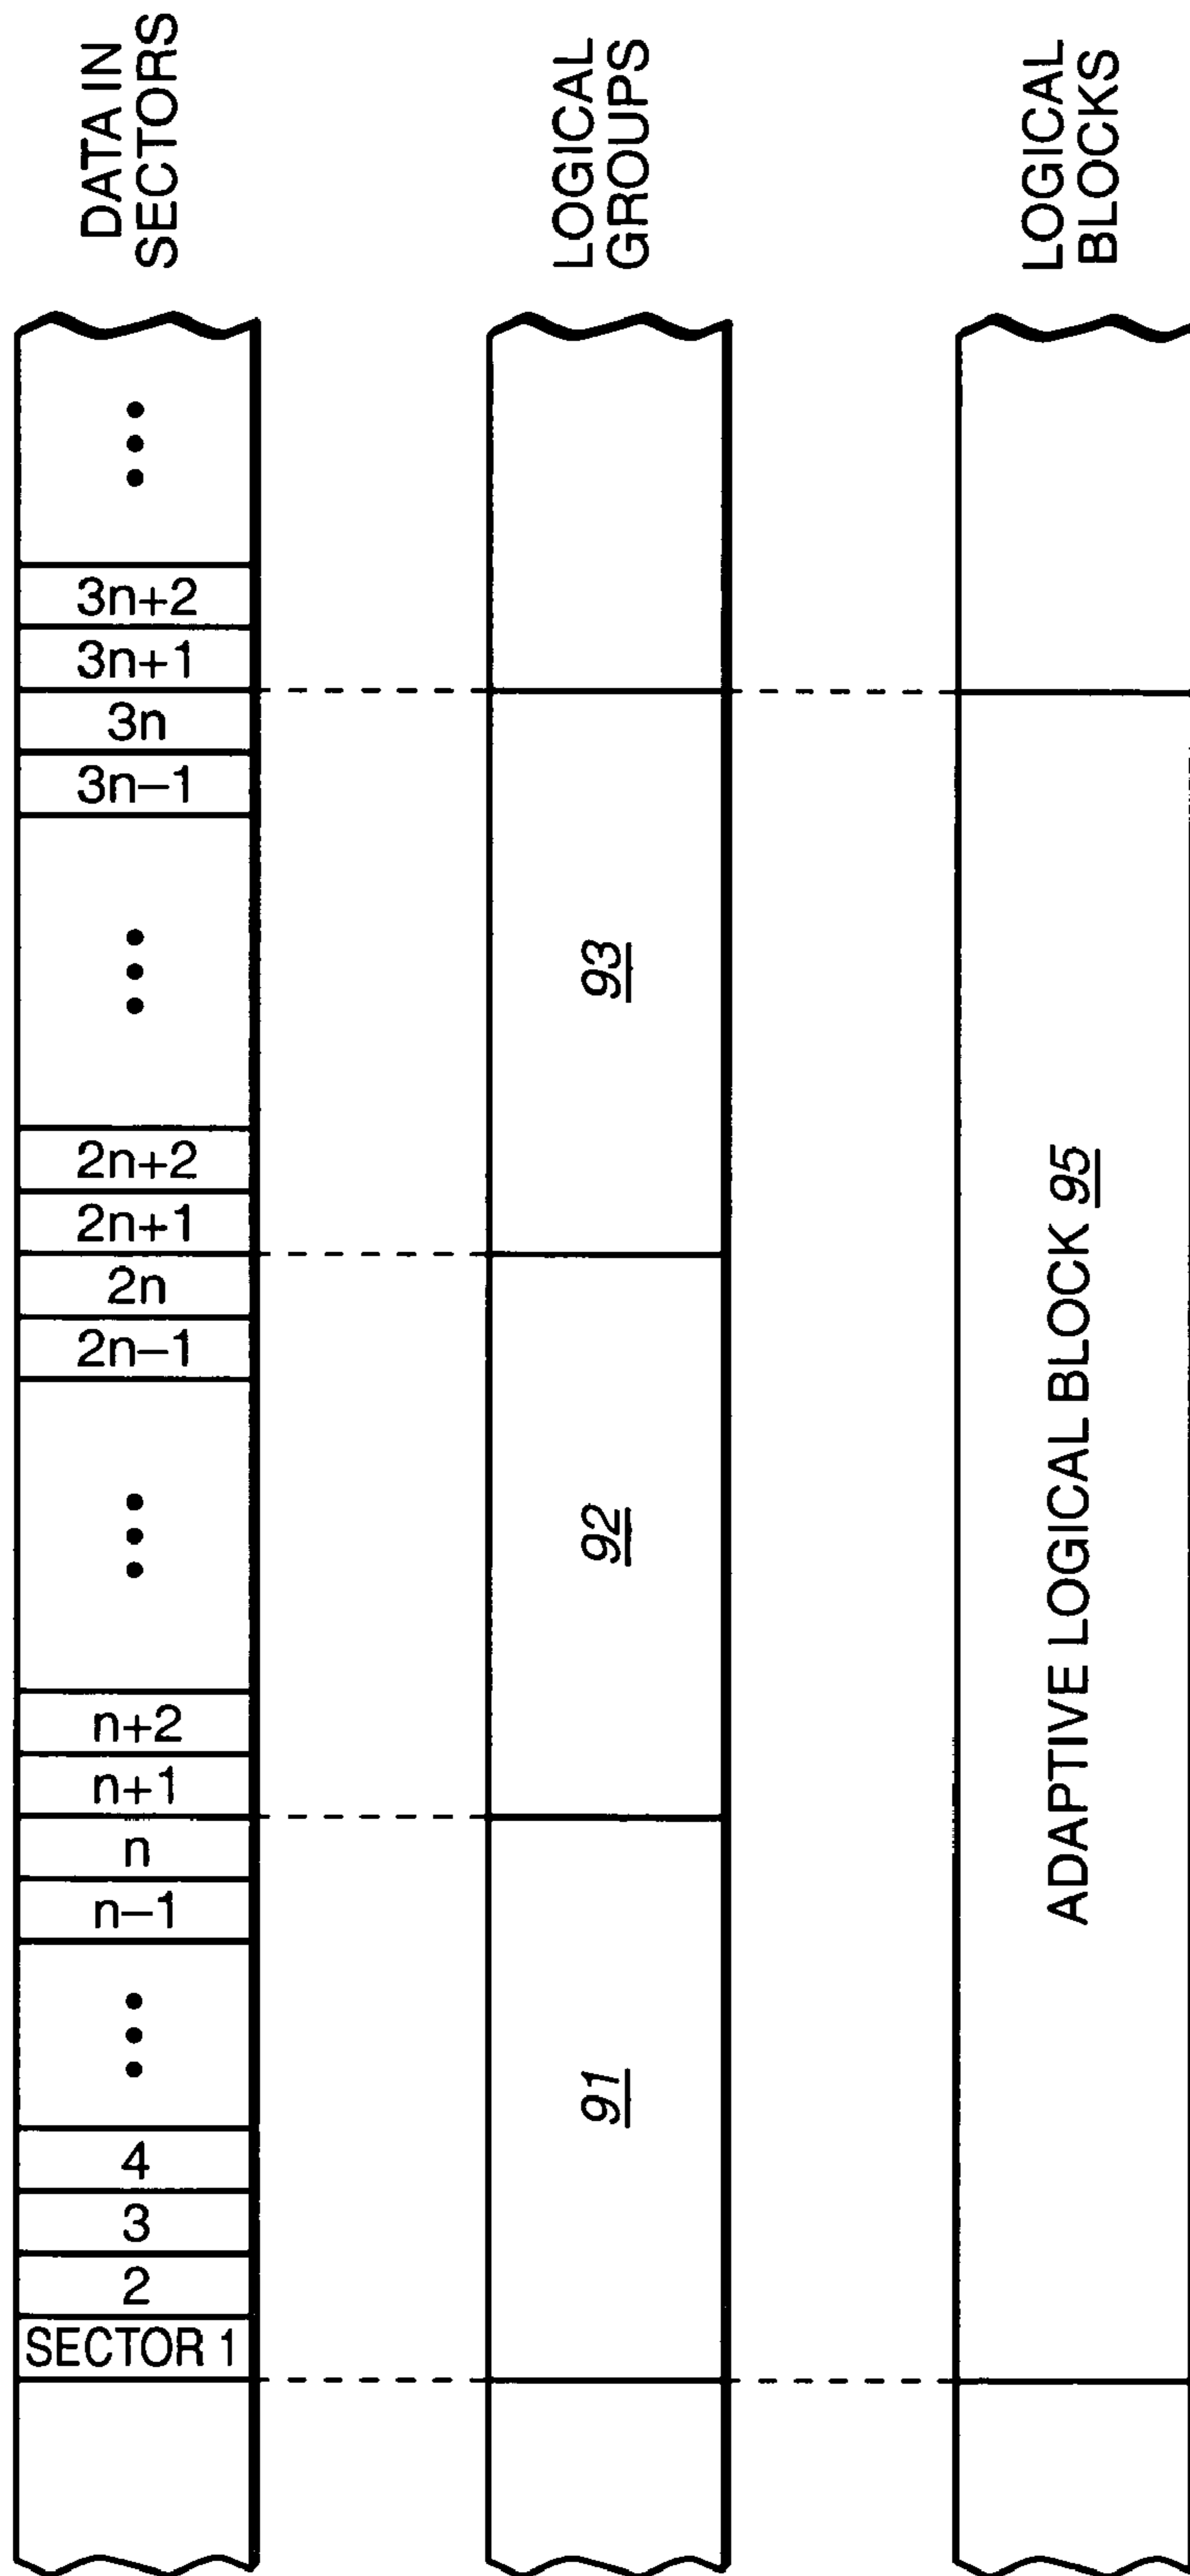 DATA IN
SECTORS
•••
3n+2
3n+1
3n
3n–1
•••
2n+2
2n+1
2n
2n–1
•••
n+2
n+1
n
n–1
•••
4
3
2
SECTOR 1
LOGICAL
GROUPS
93
92
91
LOGICAL
BLOCKS
ADAPTIVE LOGICAL BLOCK 95